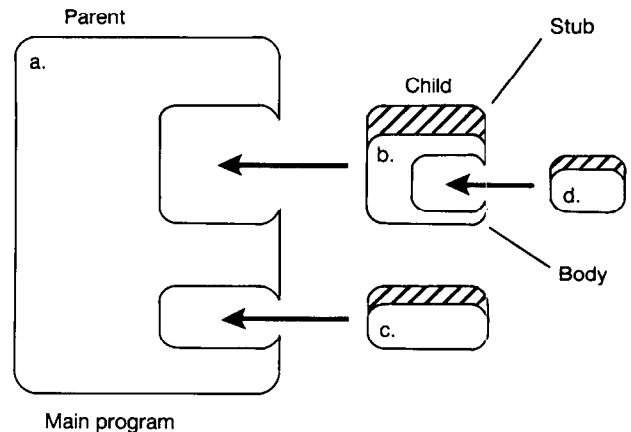 Parent
Stub
a.
Child
b.
d.
Body
c.
Main program